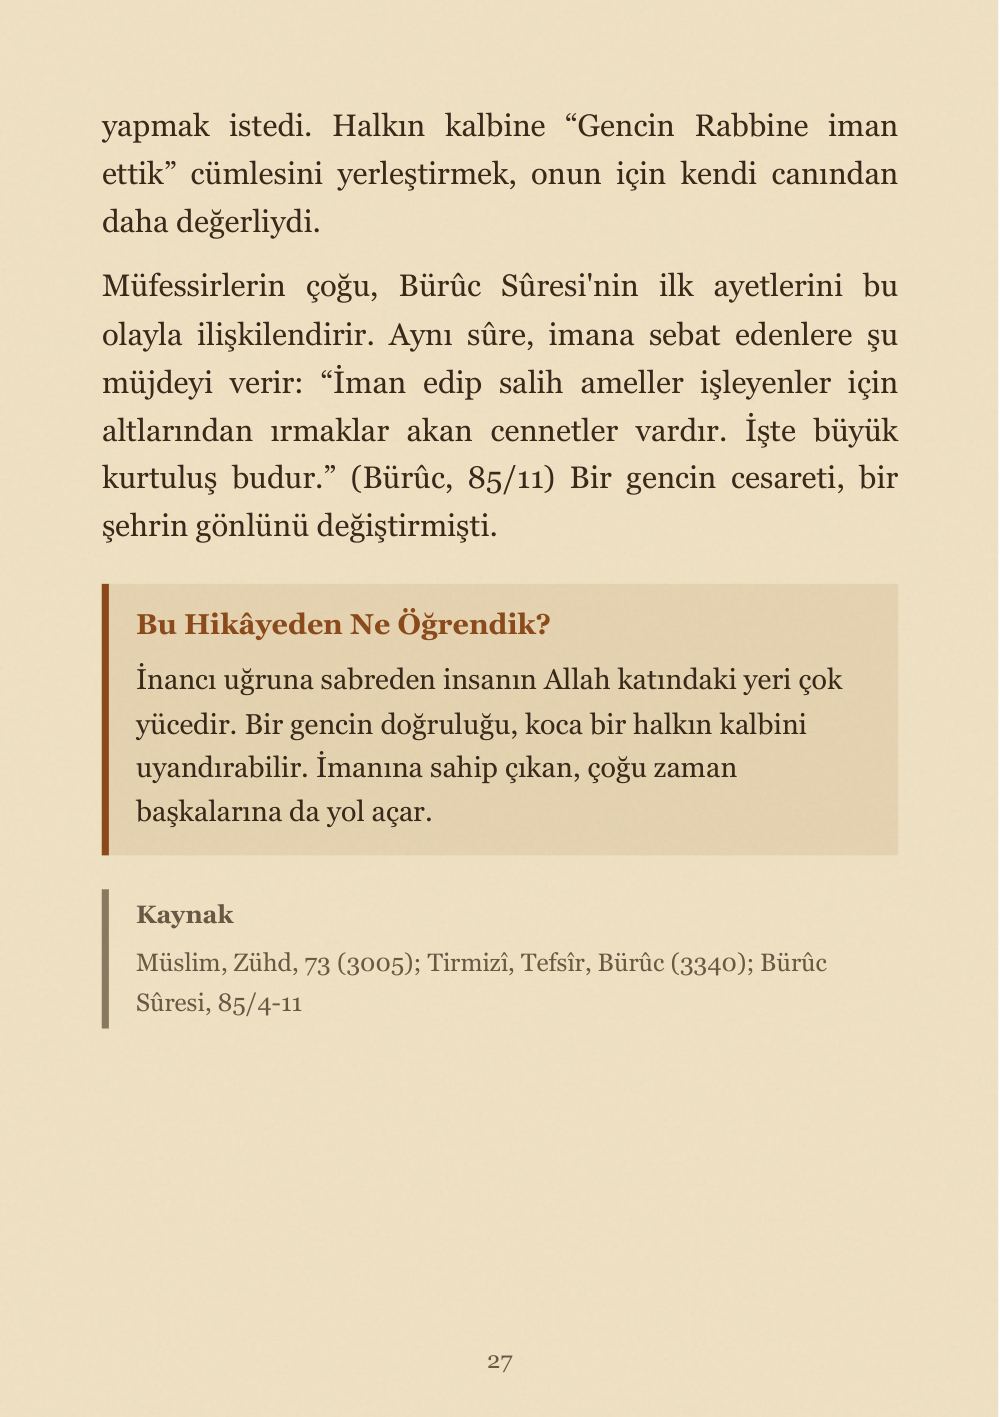 yapmak istedi. Halkın kalbine “Gencin Rabbine iman
ettik” cümlesini yerleştirmek, onun için kendi canından
daha değerliydi.
Müfessirlerin çoğu, Bürûc Sûresi'nin ilk ayetlerini bu
olayla ilişkilendirir. Aynı sûre, imana sebat edenlere şu
müjdeyi verir: “İman edip salih ameller işleyenler için
altlarından ırmaklar akan cennetler vardır. İşte büyük
kurtuluş budur.” (Bürûc, 85/11) Bir gencin cesareti, bir
şehrin gönlünü değiştirmişti.
Bu Hikâyeden Ne Öğrendik?
İnancı uğruna sabreden insanın Allah katındaki yeri çok
yücedir. Bir gencin doğruluğu, koca bir halkın kalbini
uyandırabilir. İmanına sahip çıkan, çoğu zaman
başkalarına da yol açar.
Kaynak
Müslim, Zühd, 73 (3005); Tirmizî, Tefsîr, Bürûc (3340); Bürûc
Sûresi, 85/4-11
27